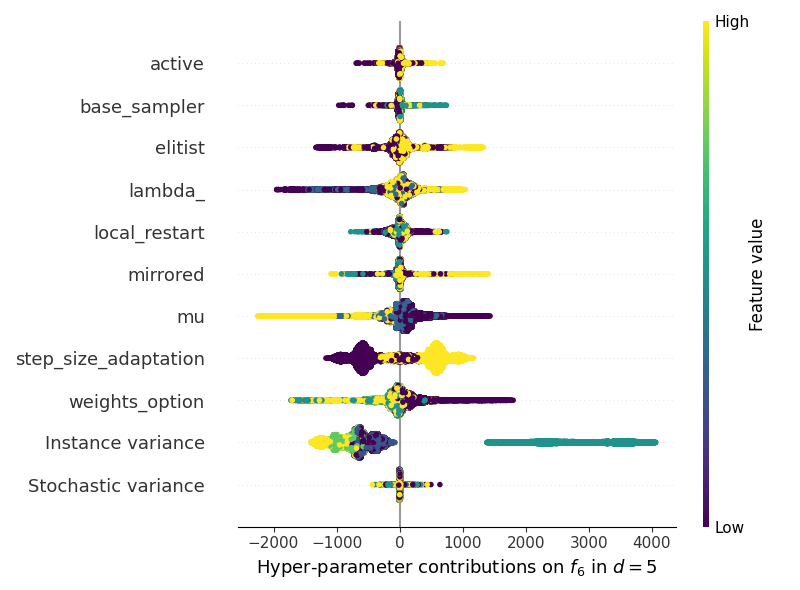 High
active
base_sampler
elitist
lambda_
local_restart
mirrored
mu
step_size_adaptation
weights_option
Instance variance
Stochastic variance
Feature value
Low
−2000 −1000 0 1000 2000 3000 4000
Hyper-parameter contributions on f₆ in d = 5